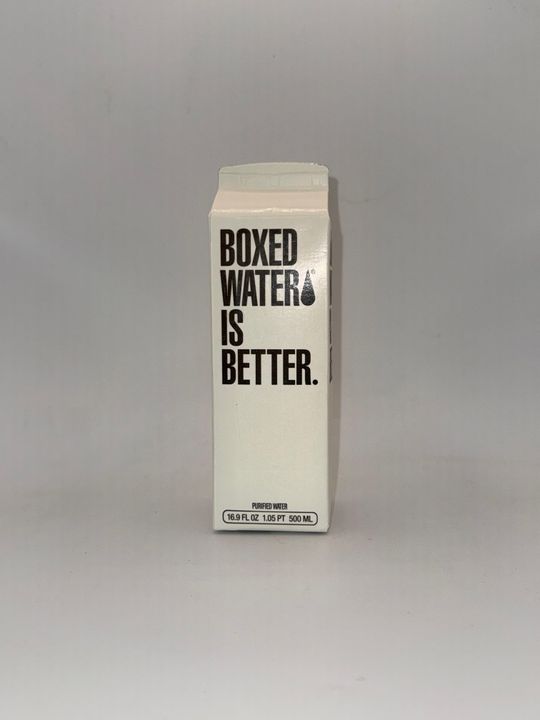 BOXED
WATER
IS
BETTER.
PURIFIED WATER
16.9 FL OZ 1.05 PT 500 ML